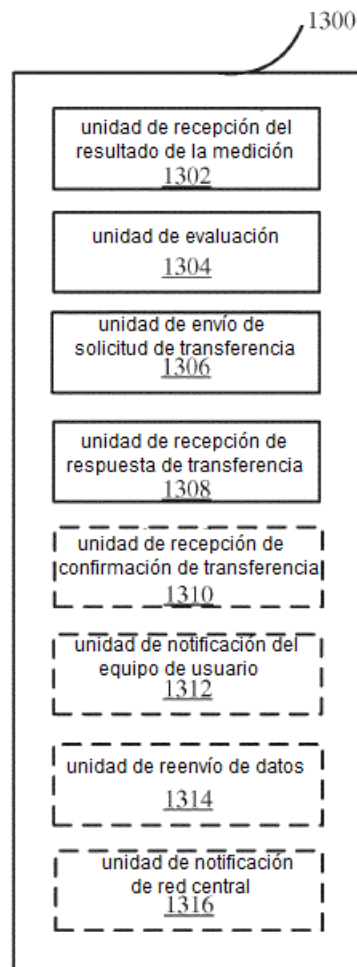 1300
unidad de recepción del
resultado de la medición
1302
unidad de evaluación
1304
unidad de envío de
solicitud de transferencia
1306
unidad de recepción de
respuesta de transferencia
1308
unidad de recepción de
confirmación de transferencia
1310
unidad de notificación del
equipo de usuario
1312
unidad de reenvío de datos
1314
unidad de notificación
de red central
1316